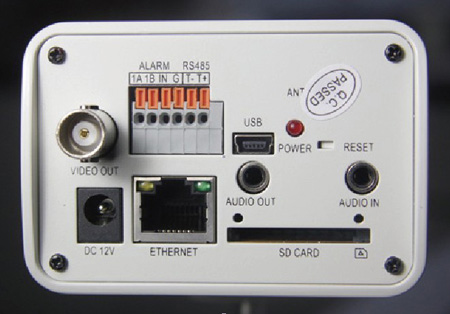 ALARM RS485
1A 1B IN G T- T+
ANT
Q.C.
PASSED
USB
POWER
RESET
VIDEO OUT
AUDIO OUT
AUDIO IN
DC 12V
ETHERNET
SD CARD